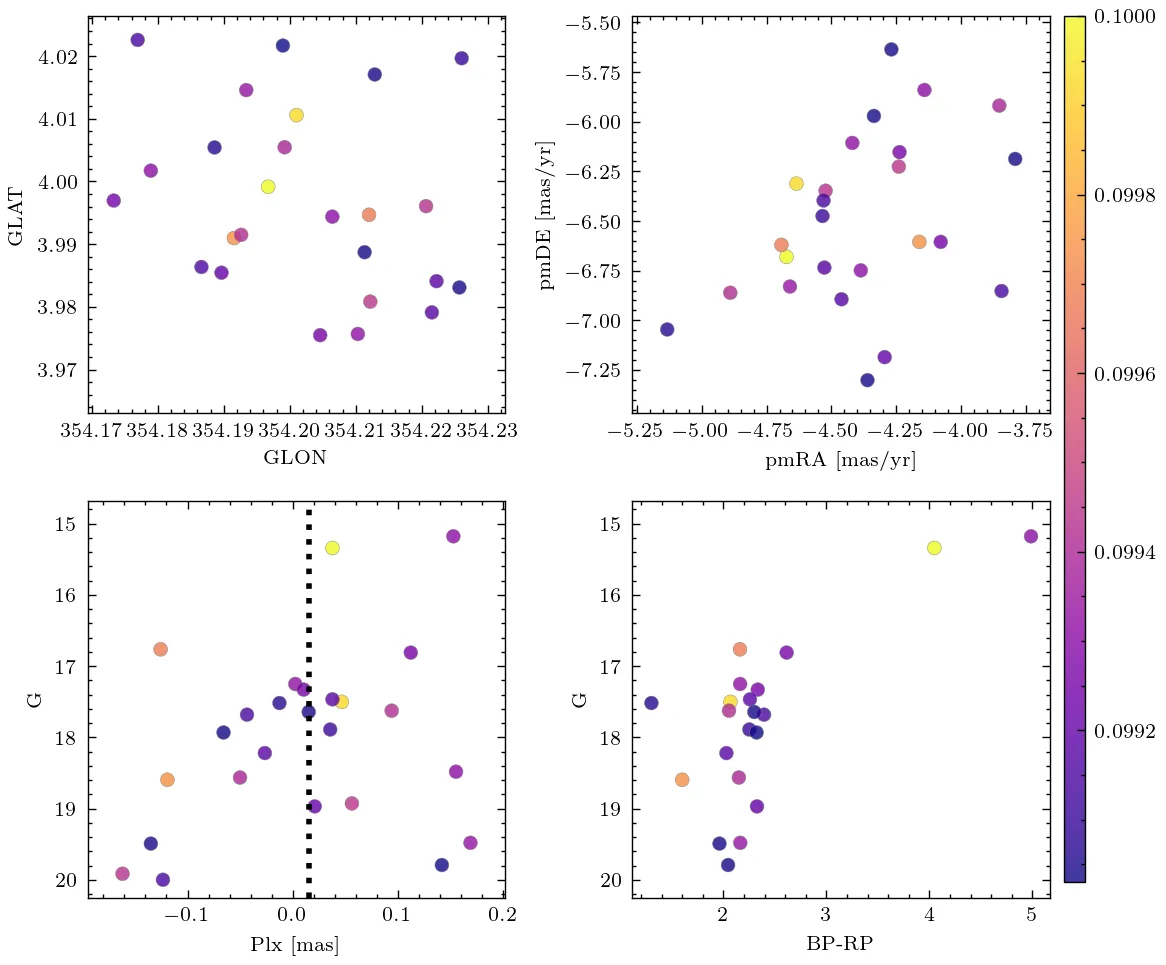 4.02
4.01
4.00
3.99
3.98
3.97
GLAT
354.17 354.18 354.19 354.20 354.21 354.22 354.23
GLON
−5.50
−5.75
−6.00
−6.25
−6.50
−6.75
−7.00
−7.25
pmDE [mas/yr]
−5.25 −5.00 −4.75 −4.50 −4.25 −4.00 −3.75
pmRA [mas/yr]
0.1000
0.0998
0.0996
0.0994
0.0992
15
16
17
18
19
20
G
−0.1 0.0 0.1 0.2
Plx [mas]
15
16
17
18
19
20
G
2 3 4 5
BP-RP